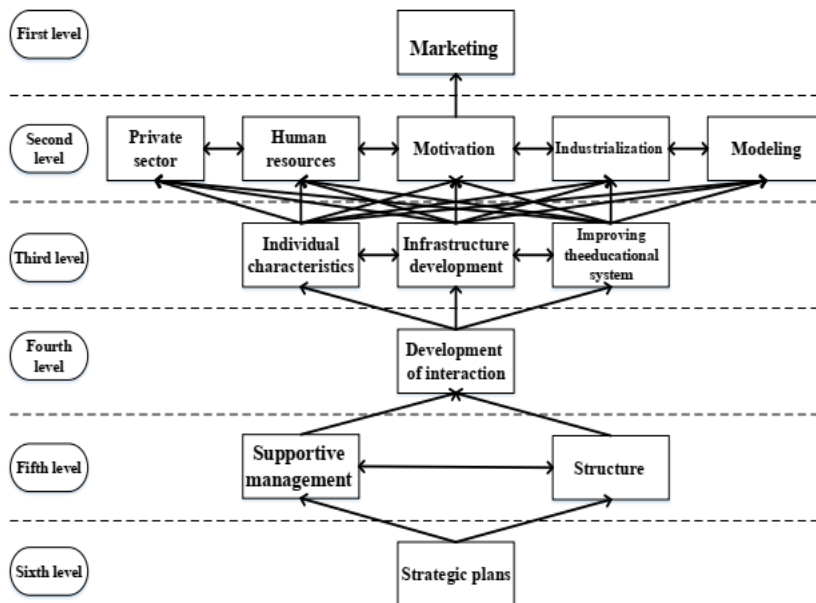 First level
Marketing
Second
level
Private
sector
Human
resources
Motivation
Industrialization
Modeling
Third level
Individual
characteristics
Infrastructure
development
Improving
theeducational
system
Fourth
level
Development
of interaction
Fifth level
Supportive
management
Structure
Sixth level
Strategic plans